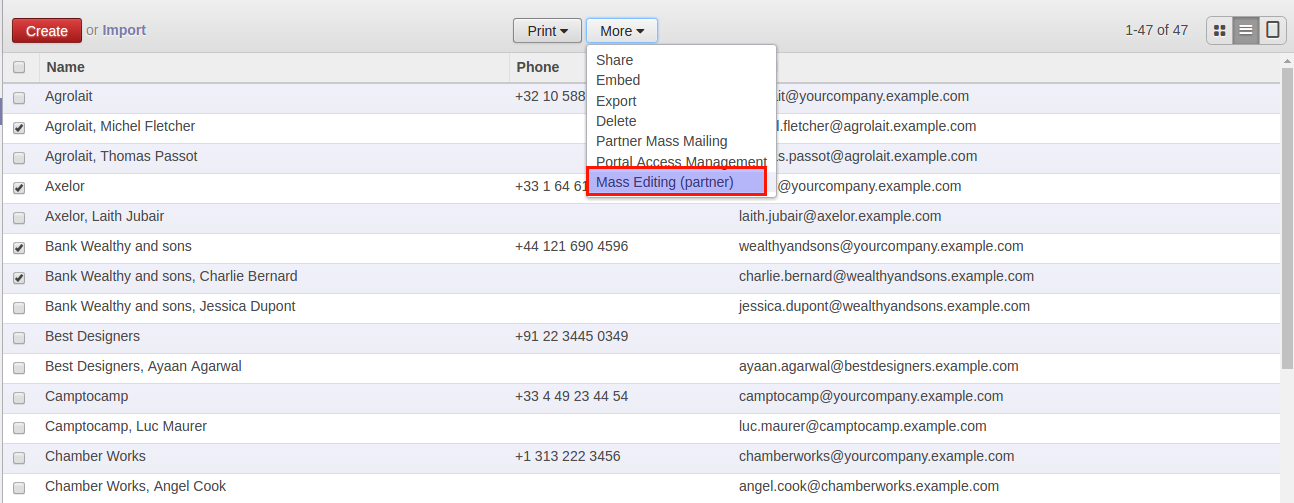 Create or Import Print More 1-47 of 47
Name Phone
Share
Embed
Export
Delete
Partner Mass Mailing
Portal Access Management
Mass Editing (partner)
Agrolait +32 10 588 @yourcompany.example.com
Agrolait, Michel Fletcher .fletcher@agrolait.example.com
Agrolait, Thomas Passot s.passot@agrolait.example.com
Axelor +33 1 64 61 @yourcompany.example.com
Axelor, Laith Jubair laith.jubair@axelor.example.com
Bank Wealthy and sons +44 121 690 4596 wealthyandsons@yourcompany.example.com
Bank Wealthy and sons, Charlie Bernard charlie.bernard@wealthyandsons.example.com
Bank Wealthy and sons, Jessica Dupont jessica.dupont@wealthyandsons.example.com
Best Designers +91 22 3445 0349
Best Designers, Ayaan Agarwal ayaan.agarwal@bestdesigners.example.com
Camptocamp +33 4 49 23 44 54 camptocamp@yourcompany.example.com
Camptocamp, Luc Maurer luc.maurer@camptocamp.example.com
Chamber Works +1 313 222 3456 chamberworks@yourcompany.example.com
Chamber Works, Angel Cook angel.cook@chamberworks.example.com